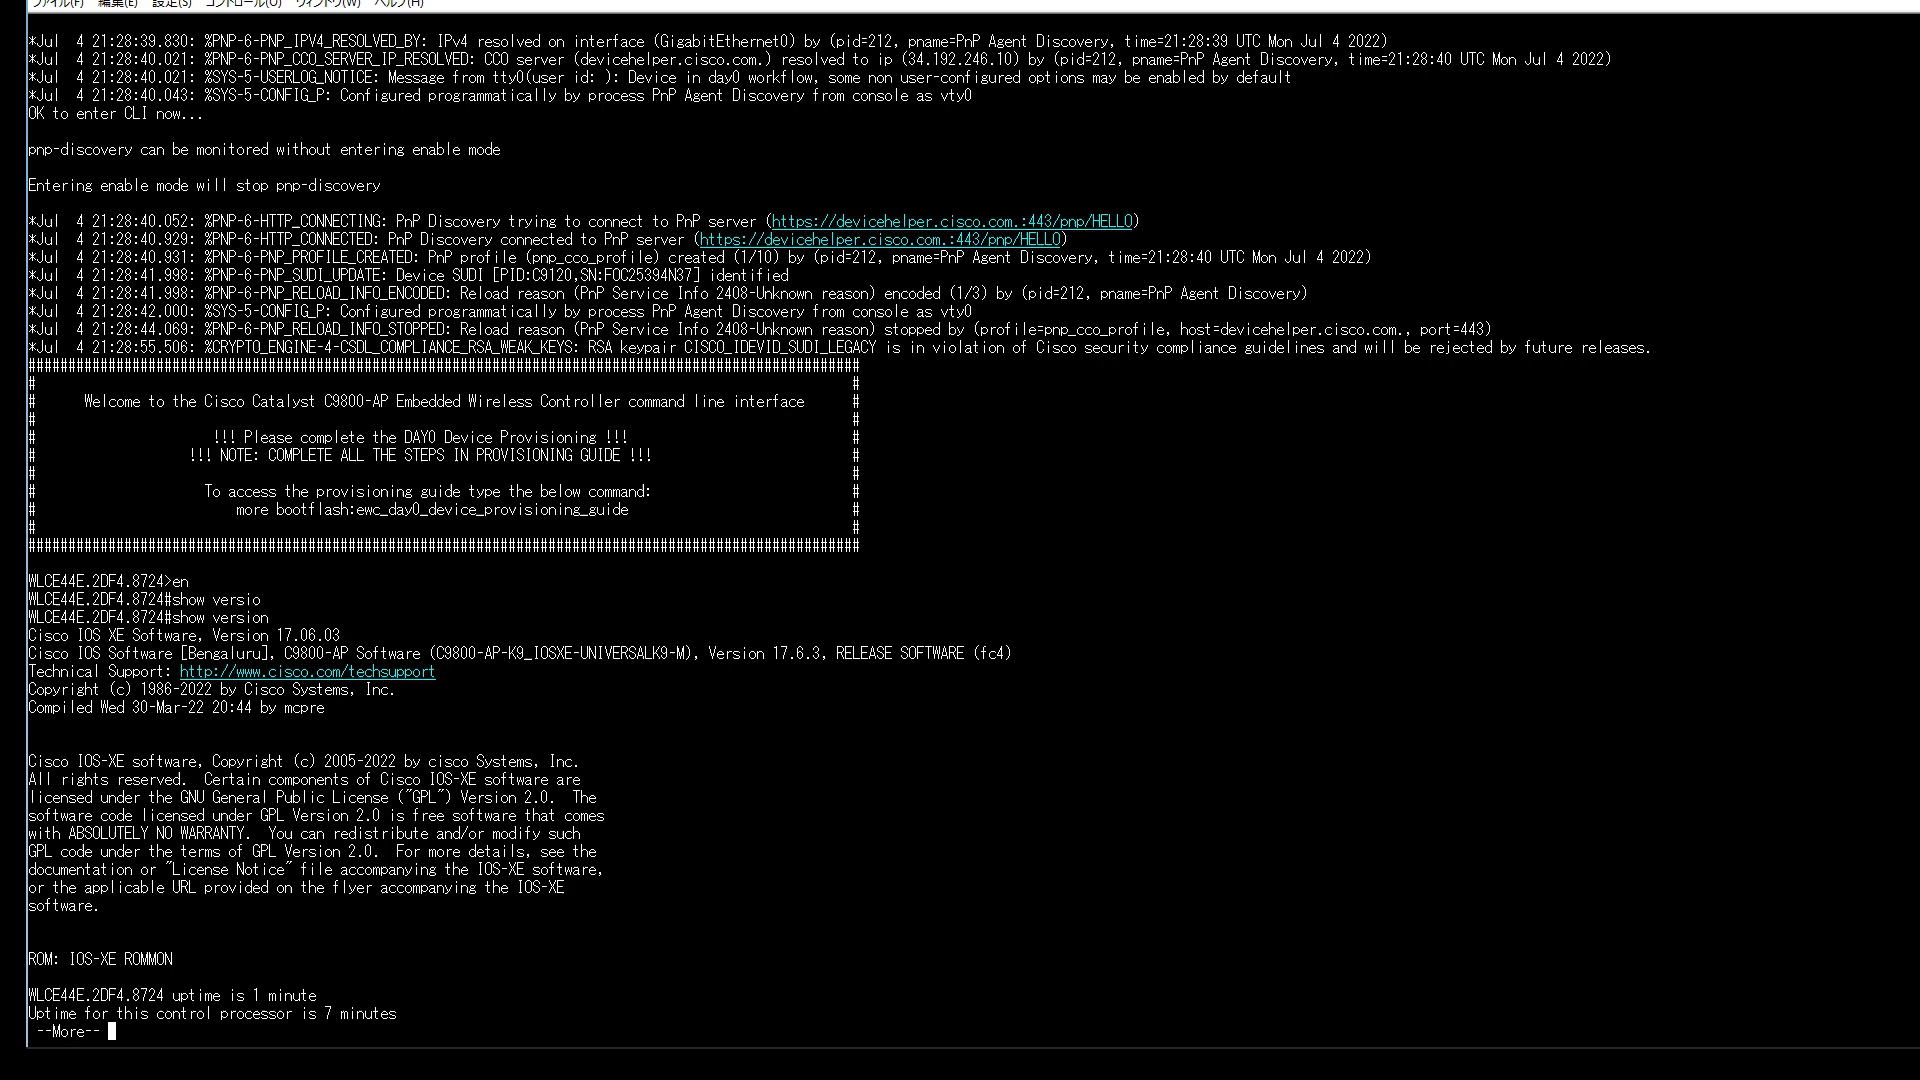 ファイル(F) 編集(E) 設定(S) コントロール(O) ウィンドウ(W) ヘルプ(H)
*Jul  4 21:28:39.830: %PNP-6-PNP_IPV4_RESOLVED_BY: IPv4 resolved on interface (GigabitEthernet0) by (pid=212, pname=PnP Agent Discovery, time=21:28:39 UTC Mon Jul 4 2022)
*Jul  4 21:28:40.021: %PNP-6-PNP_CCO_SERVER_IP_RESOLVED: CCO server (devicehelper.cisco.com.) resolved to ip (34.192.246.10) by (pid=212, pname=PnP Agent Discovery, time=21:28:40 UTC Mon Jul 4 2022)
*Jul  4 21:28:40.021: %SYS-5-USERLOG_NOTICE: Message from tty0(user id: ): Device in day0 workflow, some non user-configured options may be enabled by default
*Jul  4 21:28:40.043: %SYS-5-CONFIG_P: Configured programmatically by process PnP Agent Discovery from console as vty0
OK to enter CLI now...

pnp-discovery can be monitored without entering enable mode

Entering enable mode will stop pnp-discovery

*Jul  4 21:28:40.052: %PNP-6-HTTP_CONNECTING: PnP Discovery trying to connect to PnP server (https://devicehelper.cisco.com.:443/pnp/HELLO)
*Jul  4 21:28:40.929: %PNP-6-HTTP_CONNECTED: PnP Discovery connected to PnP server (https://devicehelper.cisco.com.:443/pnp/HELLO)
*Jul  4 21:28:40.931: %PNP-6-PNP_PROFILE_CREATED: PnP profile (pnp_cco_profile) created (1/10) by (pid=212, pname=PnP Agent Discovery, time=21:28:40 UTC Mon Jul 4 2022)
*Jul  4 21:28:41.998: %PNP-6-PNP_SUDI_UPDATE: Device SUDI [PID:C9120,SN:FOC25394N37] identified
*Jul  4 21:28:41.998: %PNP-6-PNP_RELOAD_INFO_ENCODED: Reload reason (PnP Service Info 2408-Unknown reason) encoded (1/3) by (pid=212, pname=PnP Agent Discovery)
*Jul  4 21:28:42.000: %SYS-5-CONFIG_P: Configured programmatically by process PnP Agent Discovery from console as vty0
*Jul  4 21:28:44.069: %PNP-6-PNP_RELOAD_INFO_STOPPED: Reload reason (PnP Service Info 2408-Unknown reason) stopped by (profile=pnp_cco_profile, host=devicehelper.cisco.com., port=443)
*Jul  4 21:28:55.506: %CRYPTO_ENGINE-4-CSDL_COMPLIANCE_RSA_WEAK_KEYS: RSA keypair CISCO_IDEVID_SUDI_LEGACY is in violation of Cisco security compliance guidelines and will be rejected by future releases.
########################################################################################################
#                                                                                                      #
#      Welcome to the Cisco Catalyst C9800-AP Embedded Wireless Controller command line interface      #
#                                                                                                      #
#                      !!! Please complete the DAY0 Device Provisioning !!!                            #
#                   !!! NOTE: COMPLETE ALL THE STEPS IN PROVISIONING GUIDE !!!                         #
#                                                                                                      #
#                     To access the provisioning guide type the below command:                         #
#                         more bootflash:ewc_day0_device_provisioning_guide                            #
#                                                                                                      #
########################################################################################################

WLCE44E.2DF4.8724>en
WLCE44E.2DF4.8724#show versio
WLCE44E.2DF4.8724#show version
Cisco IOS XE Software, Version 17.06.03
Cisco IOS Software [Bengaluru], C9800-AP Software (C9800-AP-K9_IOSXE-UNIVERSALK9-M), Version 17.6.3, RELEASE SOFTWARE (fc4)
Technical Support: http://www.cisco.com/techsupport
Copyright (c) 1986-2022 by Cisco Systems, Inc.
Compiled Wed 30-Mar-22 20:44 by mcpre

Cisco IOS-XE software, Copyright (c) 2005-2022 by cisco Systems, Inc.
All rights reserved.  Certain components of Cisco IOS-XE software are
licensed under the GNU General Public License ("GPL") Version 2.0.  The
software code licensed under GPL Version 2.0 is free software that comes
with ABSOLUTELY NO WARRANTY.  You can redistribute and/or modify such
GPL code under the terms of GPL Version 2.0.  For more details, see the
documentation or "License Notice" file accompanying the IOS-XE software,
or the applicable URL provided on the flyer accompanying the IOS-XE
software.

ROM: IOS-XE ROMMON

WLCE44E.2DF4.8724 uptime is 1 minute
Uptime for this control processor is 7 minutes
 --More--